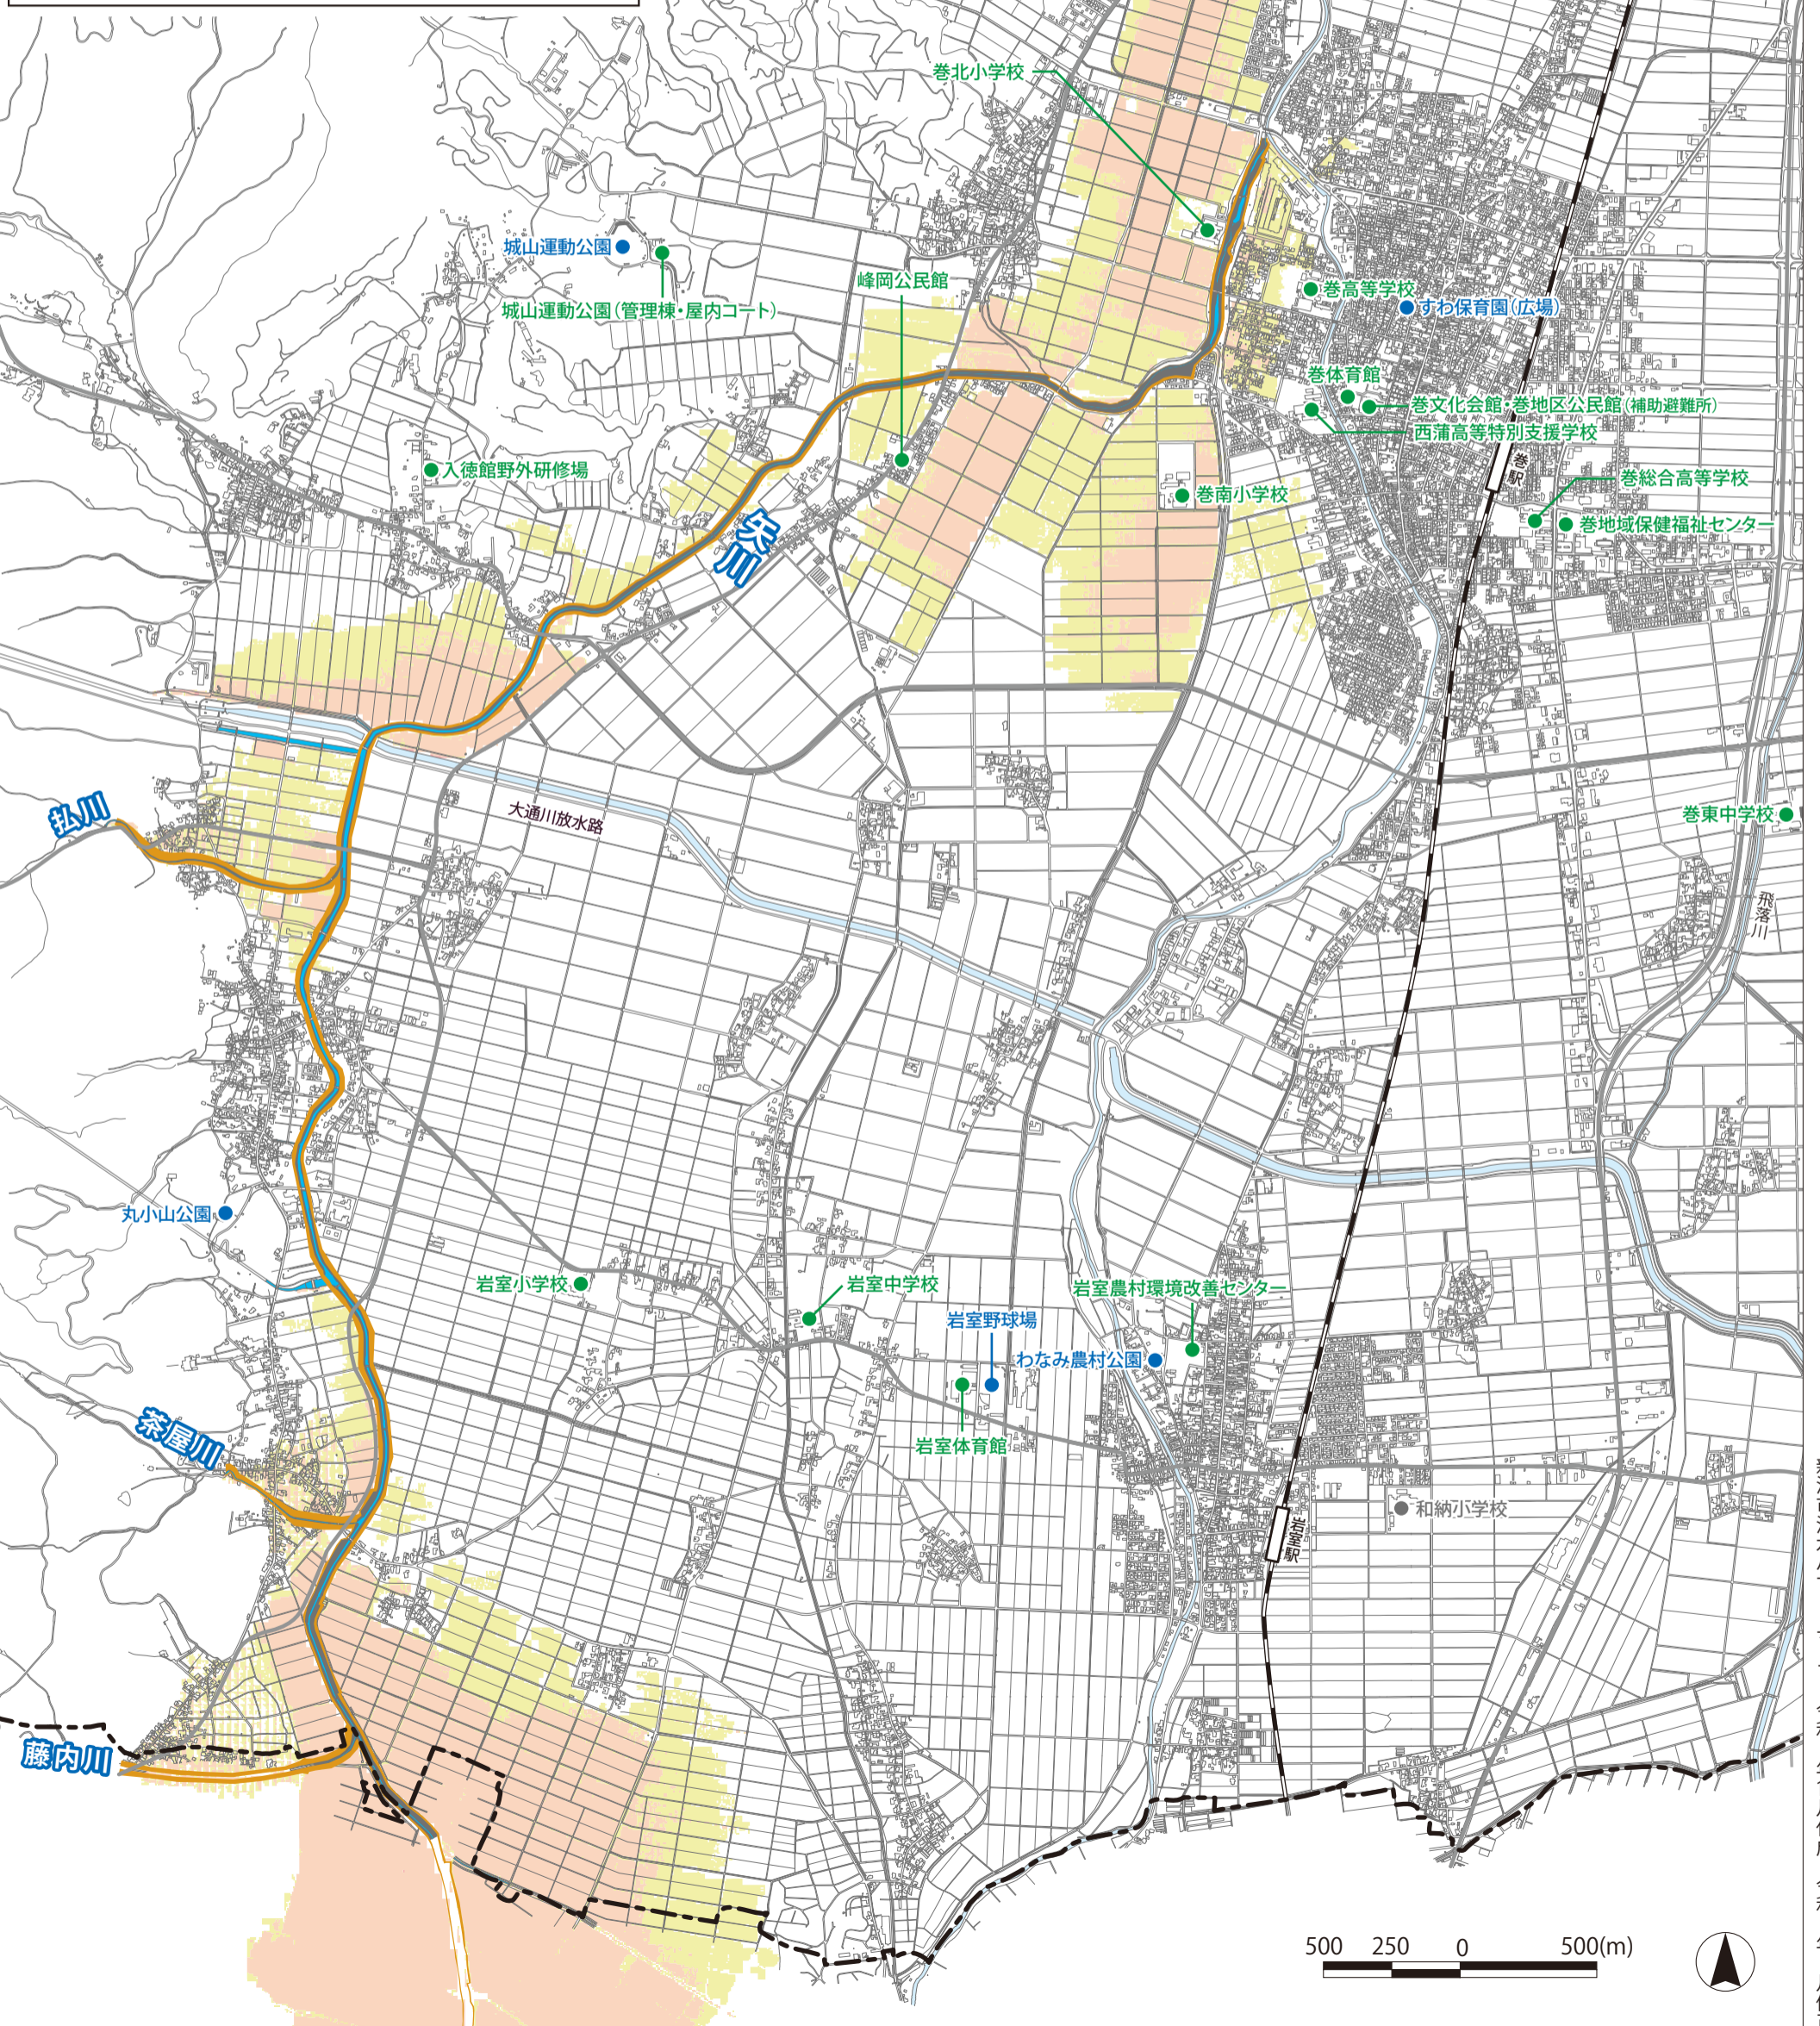 巻北小学校
城山運動公園
城山運動公園（管理棟・屋内コート）
峰岡公民館
巻高等学校
すわ保育園（広場）
巻体育館
巻文化会館・巻地区公民館（補助避難所）
西蒲高等特別支援学校
入徳館野外研修場
巻南小学校
巻駅
巻総合高等学校
巻地域保健福祉センター
矢川
払川
大通川放水路
巻東中学校
飛落川
丸小山公園
岩室小学校
岩室中学校
岩室農村環境改善センター
岩室野球場
わなみ農村公園
岩室体育館
茶屋川
和納小学校
岩室駅
藤内川
500 250 0 500(m)